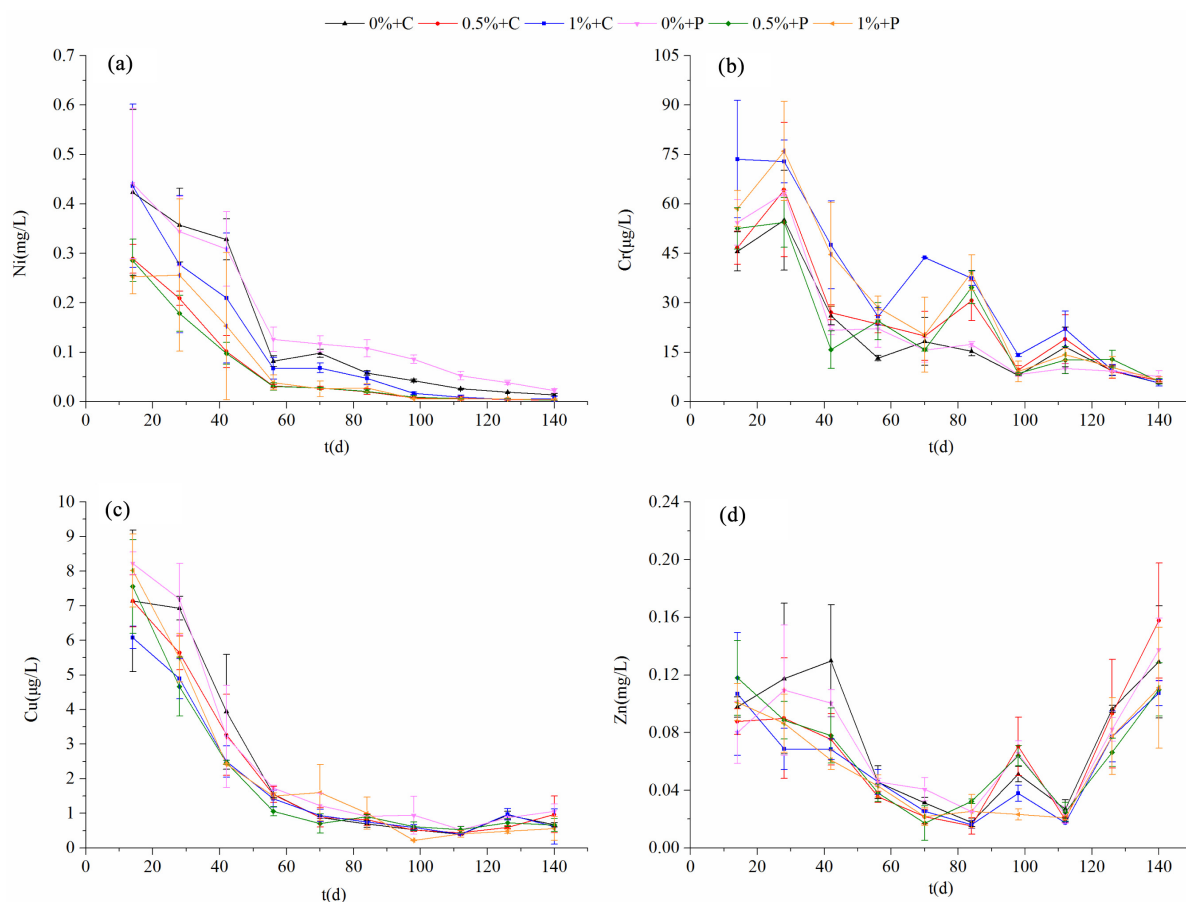 0%+C 0.5%+C 1%+C 0%+P 0.5%+P 1%+P
(a)
0.7
0.6
0.5
0.4
0.3
0.2
0.1
0.0
Ni(mg/L)
0 20 40 60 80 100 120 140
t(d)
(b)
105
90
75
60
45
30
15
0
Cr(μg/L)
0 20 40 60 80 100 120 140
t(d)
(c)
10
9
8
7
6
5
4
3
2
1
0
Cu(μg/L)
0 20 40 60 80 100 120 140
t(d)
(d)
0.24
0.20
0.16
0.12
0.08
0.04
0.00
Zn(mg/L)
0 20 40 60 80 100 120 140
t(d)